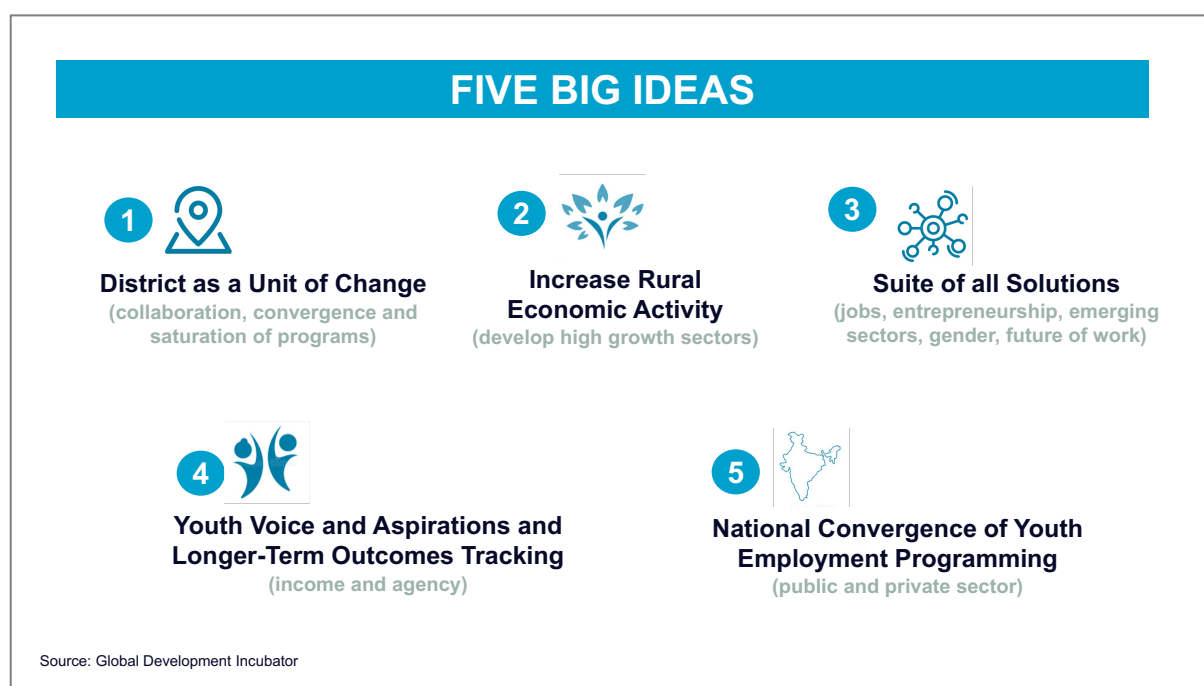 FIVE BIG IDEAS
1
District as a Unit of Change
(collaboration, convergence and
saturation of programs)
2
Increase Rural
Economic Activity
(develop high growth sectors)
3
Suite of all Solutions
(jobs, entrepreneurship, emerging
sectors, gender, future of work)
4
Youth Voice and Aspirations and
Longer-Term Outcomes Tracking
(income and agency)
5
National Convergence of Youth
Employment Programming
(public and private sector)
Source: Global Development Incubator